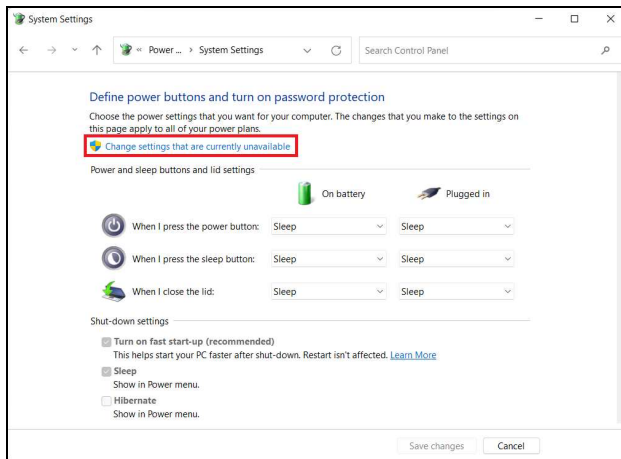 System Settings
« Power ... › System Settings
Search Control Panel
Define power buttons and turn on password protection
Choose the power settings that you want for your computer. The changes that you make to the settings on
this page apply to all of your power plans.
Change settings that are currently unavailable
Power and sleep buttons and lid settings
On battery Plugged in
When I press the power button: Sleep Sleep
When I press the sleep button: Sleep Sleep
When I close the lid: Sleep Sleep
Shut-down settings
Turn on fast start-up (recommended)
This helps start your PC faster after shut-down. Restart isn't affected. Learn More
Sleep
Show in Power menu.
Hibernate
Show in Power menu.
Save changes Cancel